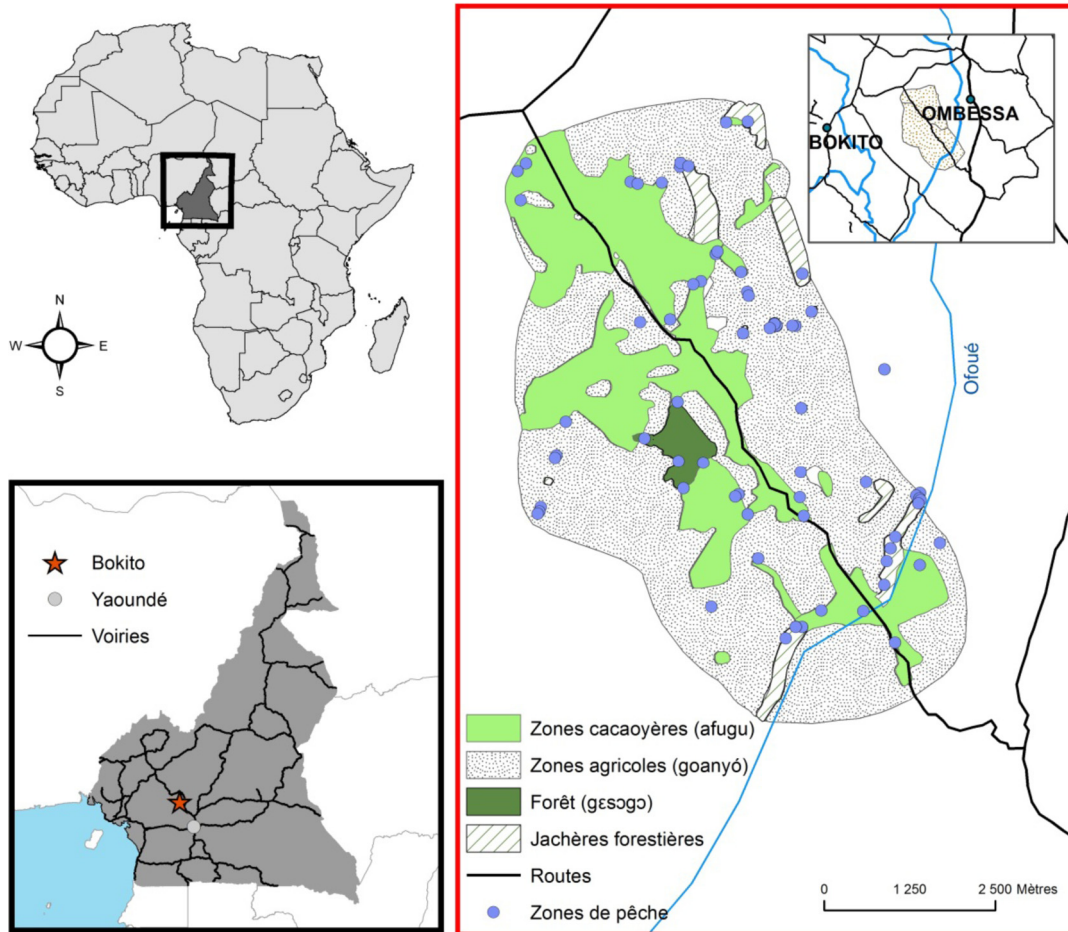 N
W
E
S
Bokito
Yaoundé
Voiries
BOKITO
OMBESSA
Ofoué
Zones cacaoyères (afugu)
Zones agricoles (goanyó)
Forêt (gɛsɔgɔ)
Jachères forestières
Routes
Zones de pêche
0 1 250 2 500 Mètres